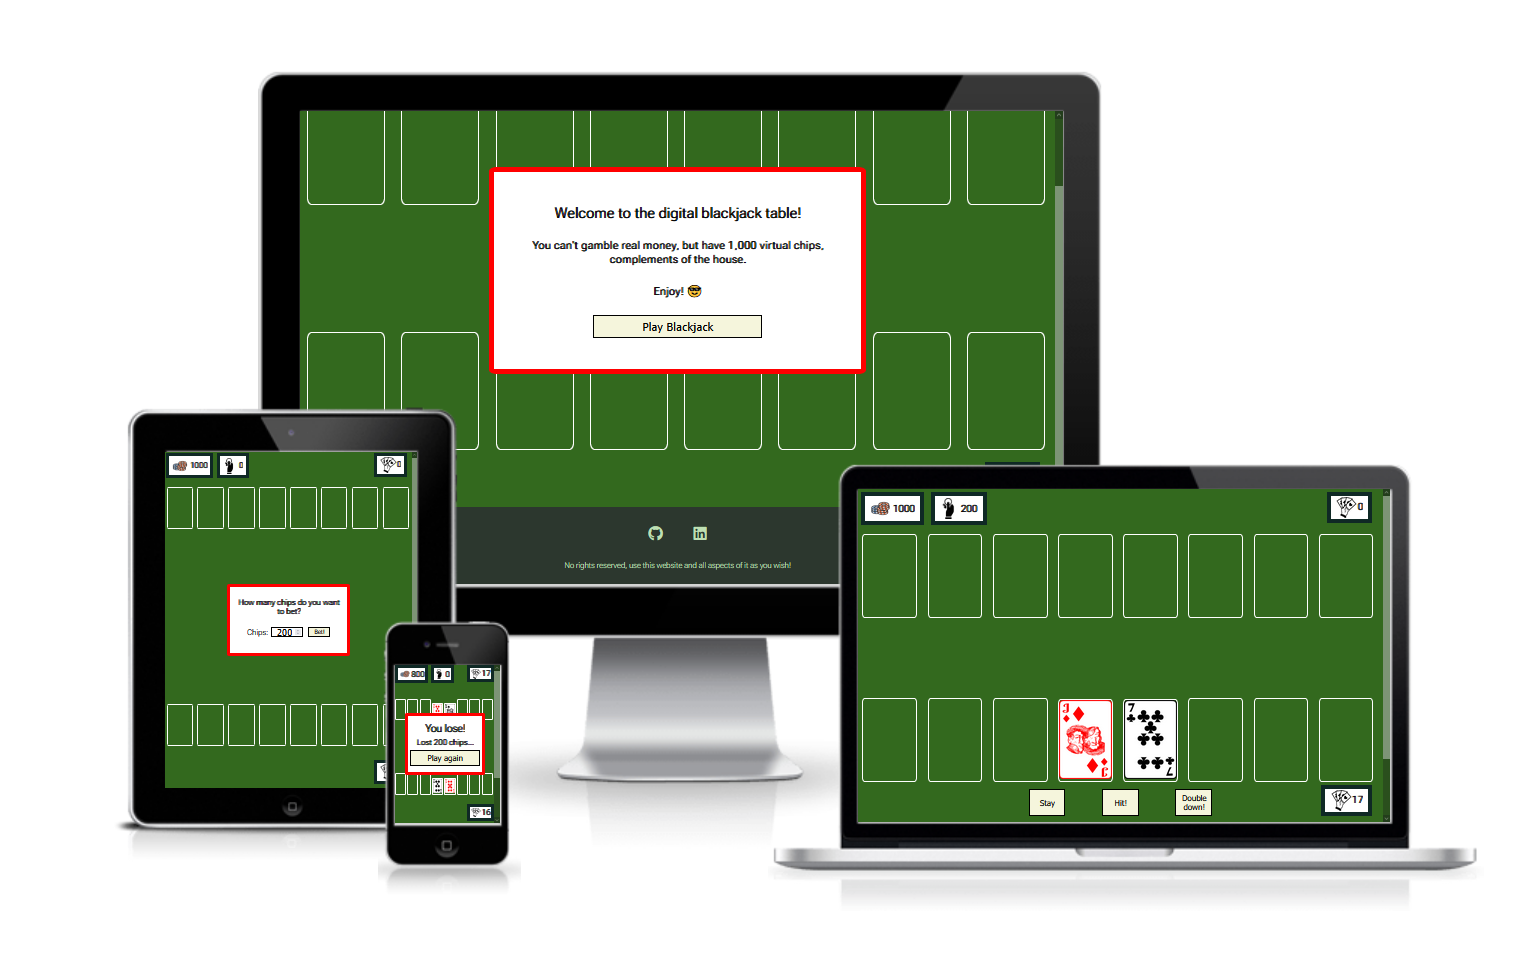 Welcome to the digital blackjack table!
You can't gamble real money, but have 1,000 virtual chips,
complements of the house.
Enjoy!
Play Blackjack
No rights reserved, use this website and all aspects of it as you wish!
1000
0
0
How many chips do you want
to bet?
Chips: 200 Bet!
800
0
17
You lose!
Lost 200 chips...
Play again
16
1000
200
0
J
7
J
7
Stay
Hit!
Double
down!
17